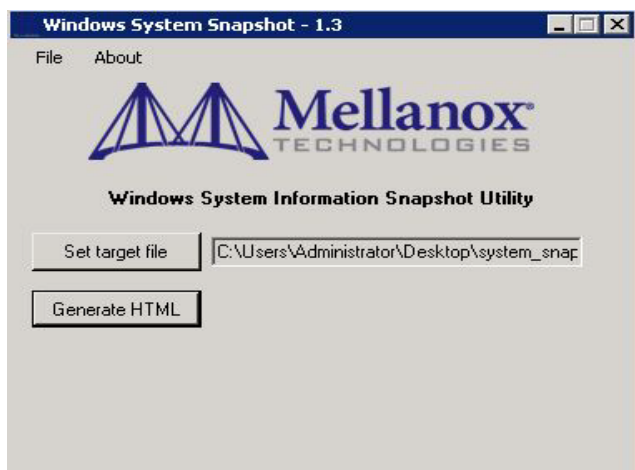 Windows System Snapshot - 1.3
File About
Mellanox
TECHNOLOGIES
Windows System Information Snapshot Utility
Set target file C:\Users\Administrator\Desktop\system_snap
Generate HTML